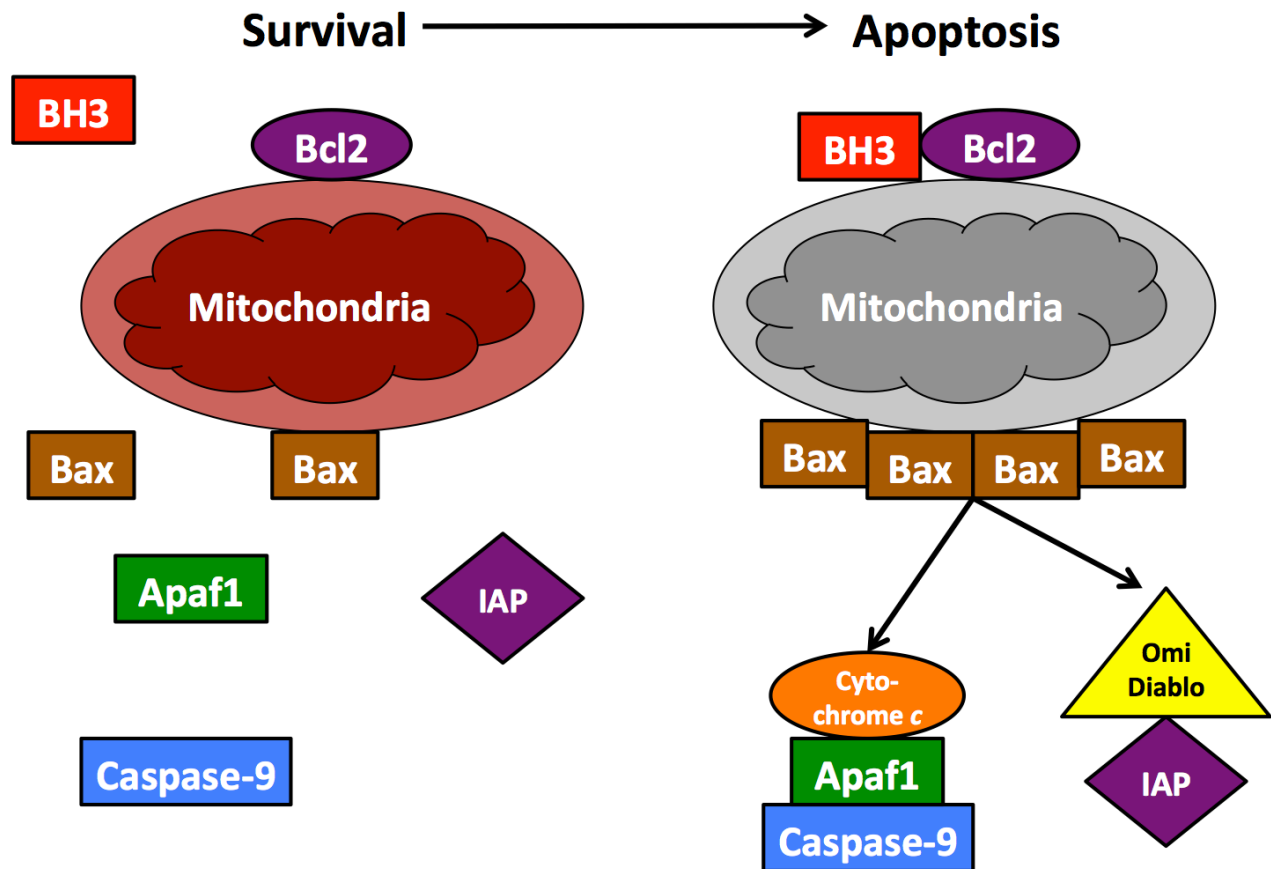 Survival
Apoptosis
BH3
Bcl2
Mitochondria
Bax
Bax
Apaf1
IAP
Caspase-9
BH3
Bcl2
Mitochondria
Bax
Bax
Bax
Bax
Cyto-
chrome c
Apaf1
Caspase-9
Omi
Diablo
IAP